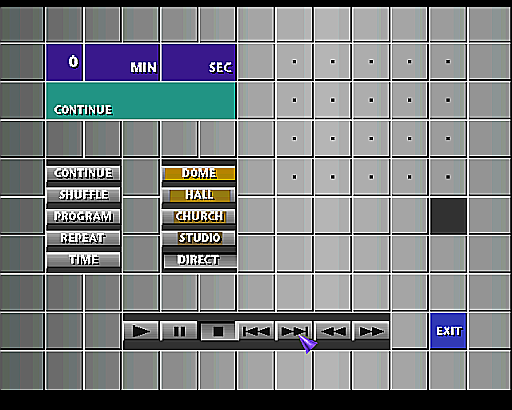 0 MIN SEC
CONTINUE
CONTINUE DOME
SHUFFLE HALL
PROGRAM CHURCH
REPEAT STUDIO
TIME DIRECT
EXIT